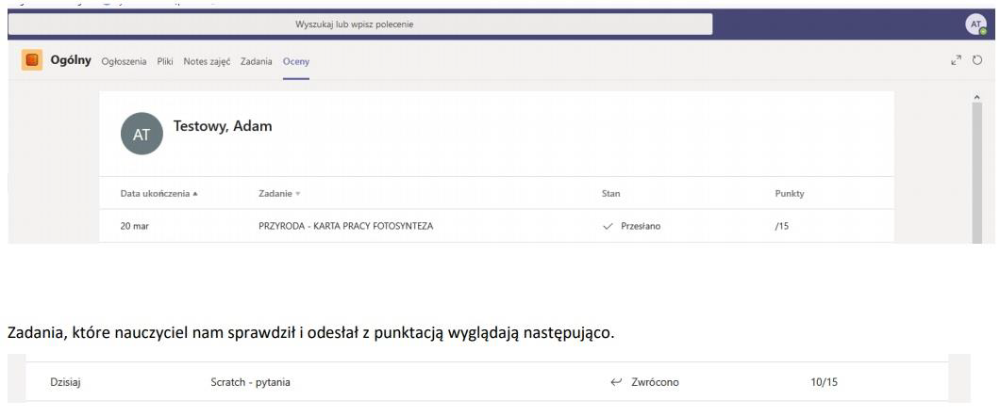 Wyszukaj lub wpisz polecenie
AT
Ogólny Ogłoszenia Pliki Notes zajęć Zadania Oceny
AT Testowy, Adam
Data ukończenia Zadanie Stan Punkty
20 mar PRZYRODA - KARTA PRACY FOTOSYNTEZA Przesłano /15
Zadania, które nauczyciel nam sprawdził i odesłał z punktacją wyglądają następująco.
Dzisiaj Scratch - pytania Zwrócono 10/15